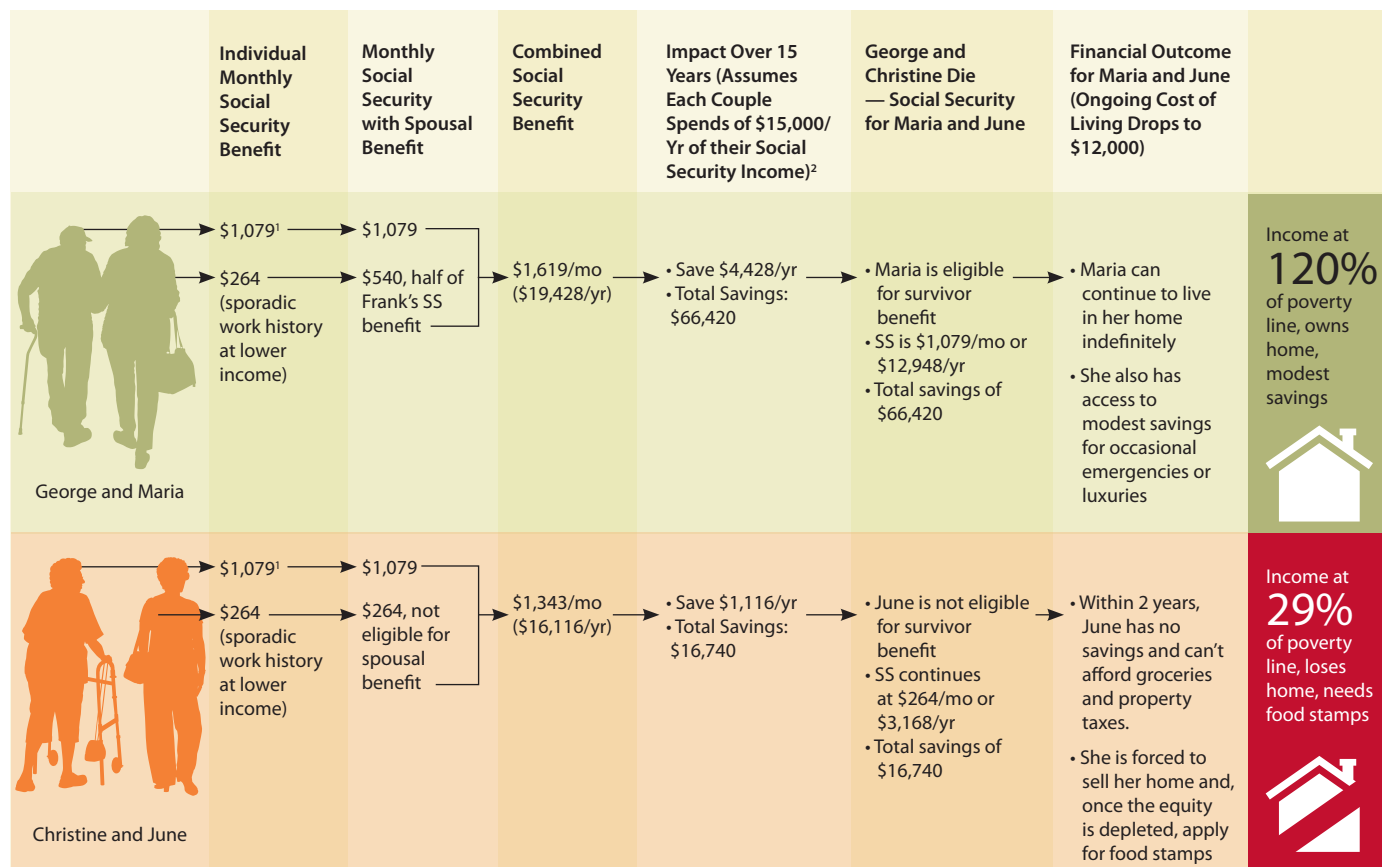 Individual
Monthly
Social
Security
Benefit
Monthly
Social
Security
with Spousal
Benefit
Combined
Social
Security
Benefit
Impact Over 15
Years (Assumes
Each Couple
Spends of $15,000/
Yr of their Social
Security Income)²
George and
Christine Die
— Social Security
for Maria and June
Financial Outcome
for Maria and June
(Ongoing Cost of
Living Drops to
$12,000)
George and Maria
$1,079¹
$264
(sporadic
work history
at lower
income)
$1,079
$540, half of
Frank’s SS
benefit
$1,619/mo
($19,428/yr)
• Save $4,428/yr
• Total Savings:
$66,420
• Maria is eligible
for survivor
benefit
• SS is $1,079/mo or
$12,948/yr
• Total savings of
$66,420
• Maria can
continue to live
in her home
indefinitely
• She also has
access to
modest savings
for occasional
emergencies or
luxuries
Income at
120%
of poverty
line, owns
home,
modest
savings
Christine and June
$1,079¹
$264
(sporadic
work history
at lower
income)
$1,079
$264, not
eligible for
spousal
benefit
$1,343/mo
($16,116/yr)
• Save $1,116/yr
• Total Savings:
$16,740
• June is not eligible
for survivor
benefit
• SS continues
at $264/mo or
$3,168/yr
• Total savings of
$16,740
• Within 2 years,
June has no
savings and can’t
afford groceries
and property
taxes.
• She is forced to
sell her home and,
once the equity
is depleted, apply
for food stamps
Income at
29%
of poverty
line, loses
home, needs
food stamps